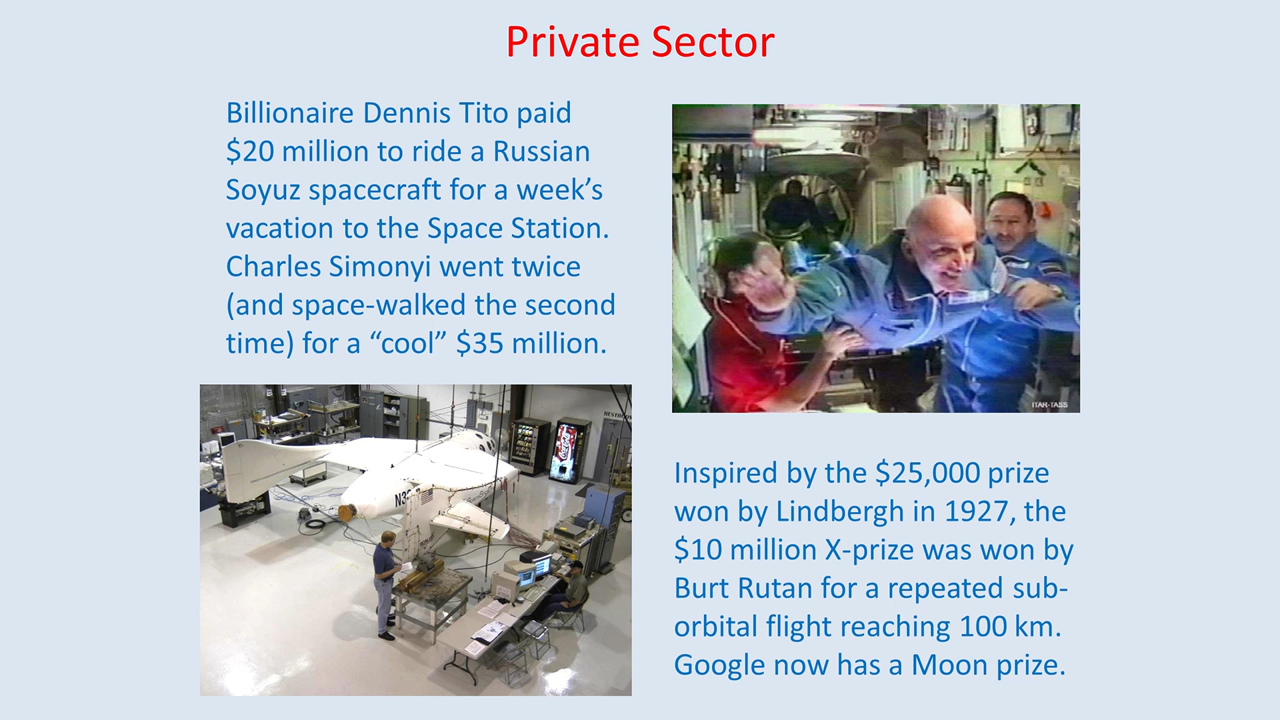 Private Sector
Billionaire Dennis Tito paid
$20 million to ride a Russian
Soyuz spacecraft for a week’s
vacation to the Space Station.
Charles Simonyi went twice
(and space-walked the second
time) for a “cool” $35 million.
ITAR-TASS
Coca-Cola
Inspired by the $25,000 prize
won by Lindbergh in 1927, the
$10 million X-prize was won by
Burt Rutan for a repeated sub-
orbital flight reaching 100 km.
Google now has a Moon prize.